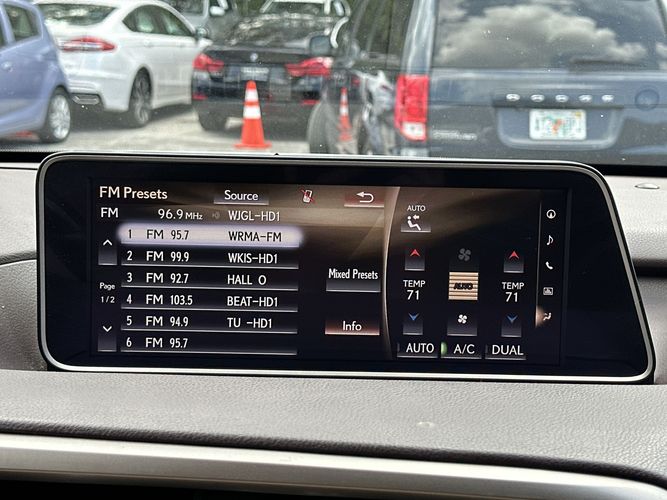 DODGE
FM Presets
Source
FM 96.9 MHz WJGL-HD1
1 FM 95.7 WRMA-FM
2 FM 99.9 WKIS-HD1
3 FM 92.7 HALL O
4 FM 103.5 BEAT-HD1
5 FM 94.9 TU -HD1
6 FM 95.7
Page
1/2
Mixed Presets
Info
AUTO
TEMP
71
TEMP
71
AUTO
A/C
DUAL